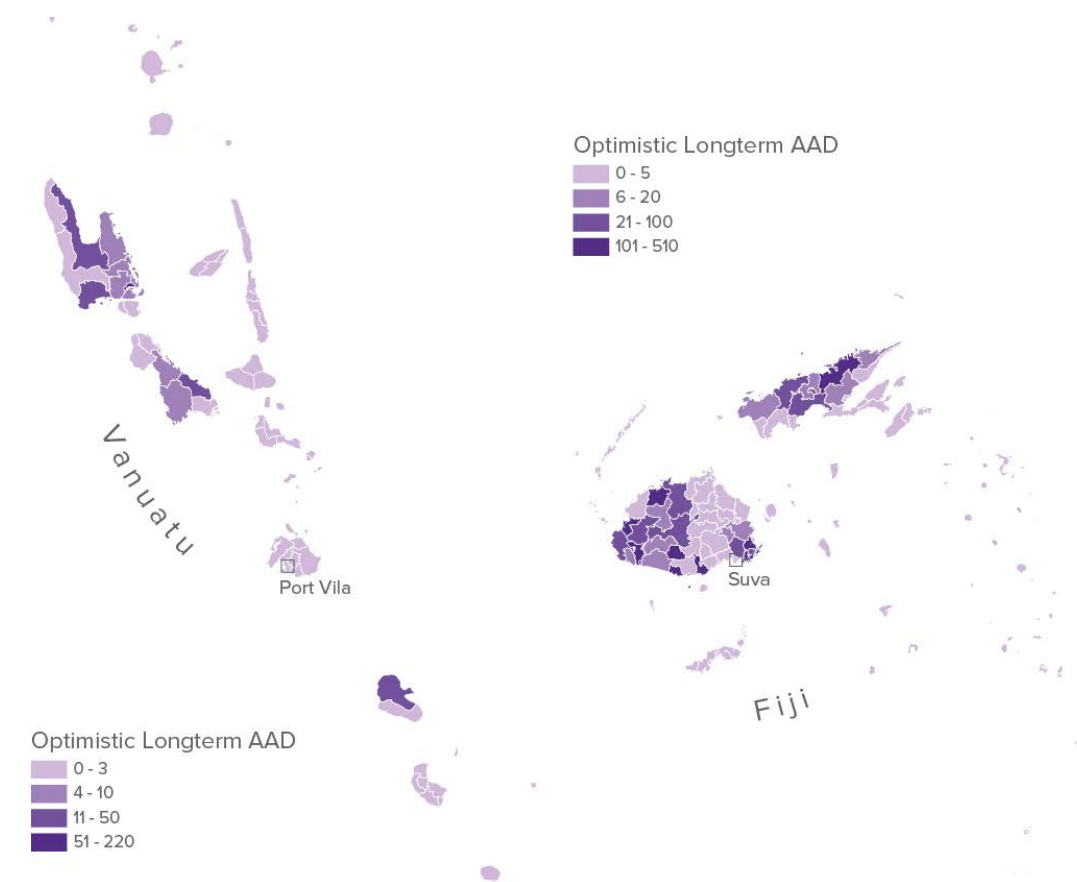 Optimistic Longterm AAD
0 - 5
6 - 20
21 - 100
101 - 510
Vanuatu
Port Vila
Suva
Fiji
Optimistic Longterm AAD
0 - 3
4 - 10
11 - 50
51 - 220